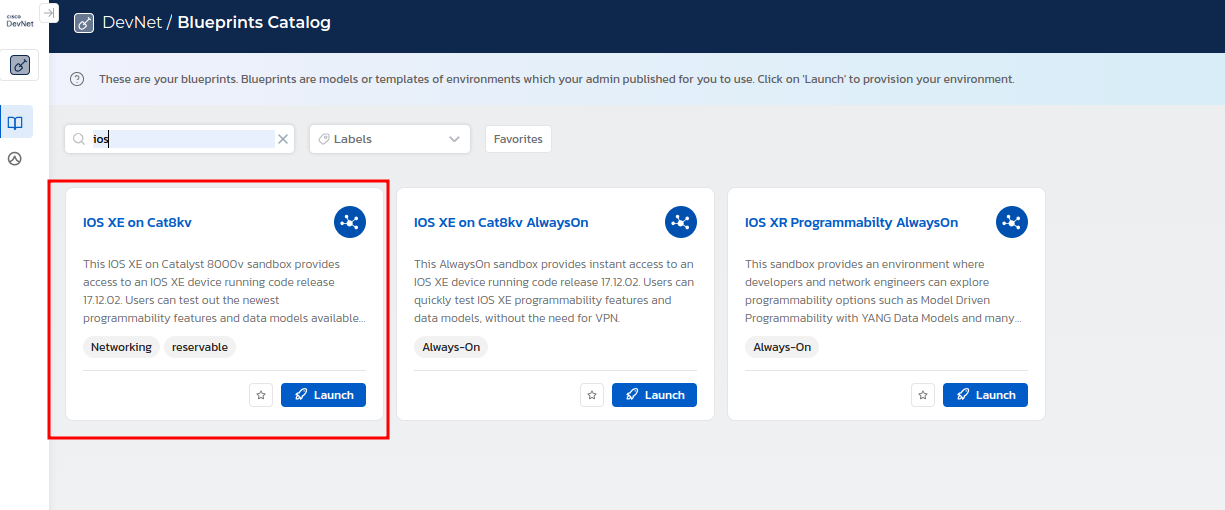 CISCO
DevNet
DevNet / Blueprints Catalog
These are your blueprints. Blueprints are models or templates of environments which your admin published for you to use. Click on 'Launch' to provision your environment.
ios
Labels
Favorites
IOS XE on Cat8kv
This IOS XE on Catalyst 8000v sandbox provides
access to an IOS XE device running code release
17.12.02. Users can test out the newest
programmability features and data models available...
Networking
reservable
Launch
IOS XE on Cat8kv AlwaysOn
This AlwaysOn sandbox provides instant access to an
IOS XE device running code release 17.12.02. Users can
quickly test IOS XE programmability features and
data models, without the need for VPN.
Always-On
Launch
IOS XR Programmabilty AlwaysOn
This sandbox provides an environment where
developers and network engineers can explore
programmability options such as Model Driven
Programmability with YANG Data Models and many...
Always-On
Launch